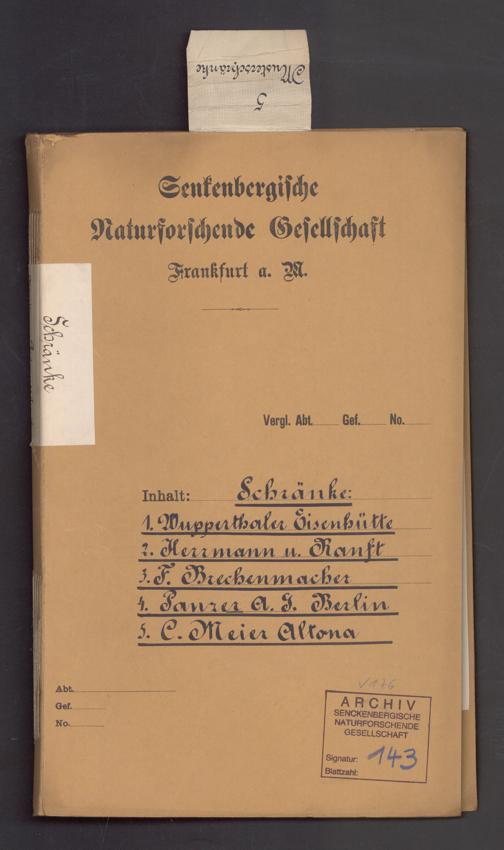 Musterschränke
5
Senkenbergische
Naturforschende Gesellschaft
Frankfurt a. M.
Schränke
Vergl. Abt. Gef. No.
Inhalt: Schränke:
1. Wupperthaler Eisenhütte
2. Herrmann u. Ranft
3. F. Brechenmacher
4. Panzer A. G. Berlin
5. C. Meier Altona
Abt.
Gef.
No.
V176
ARCHIV
SENCKENBERGISCHE
NATURFORSCHENDE
GESELLSCHAFT
Signatur: 143
Blattzahl: